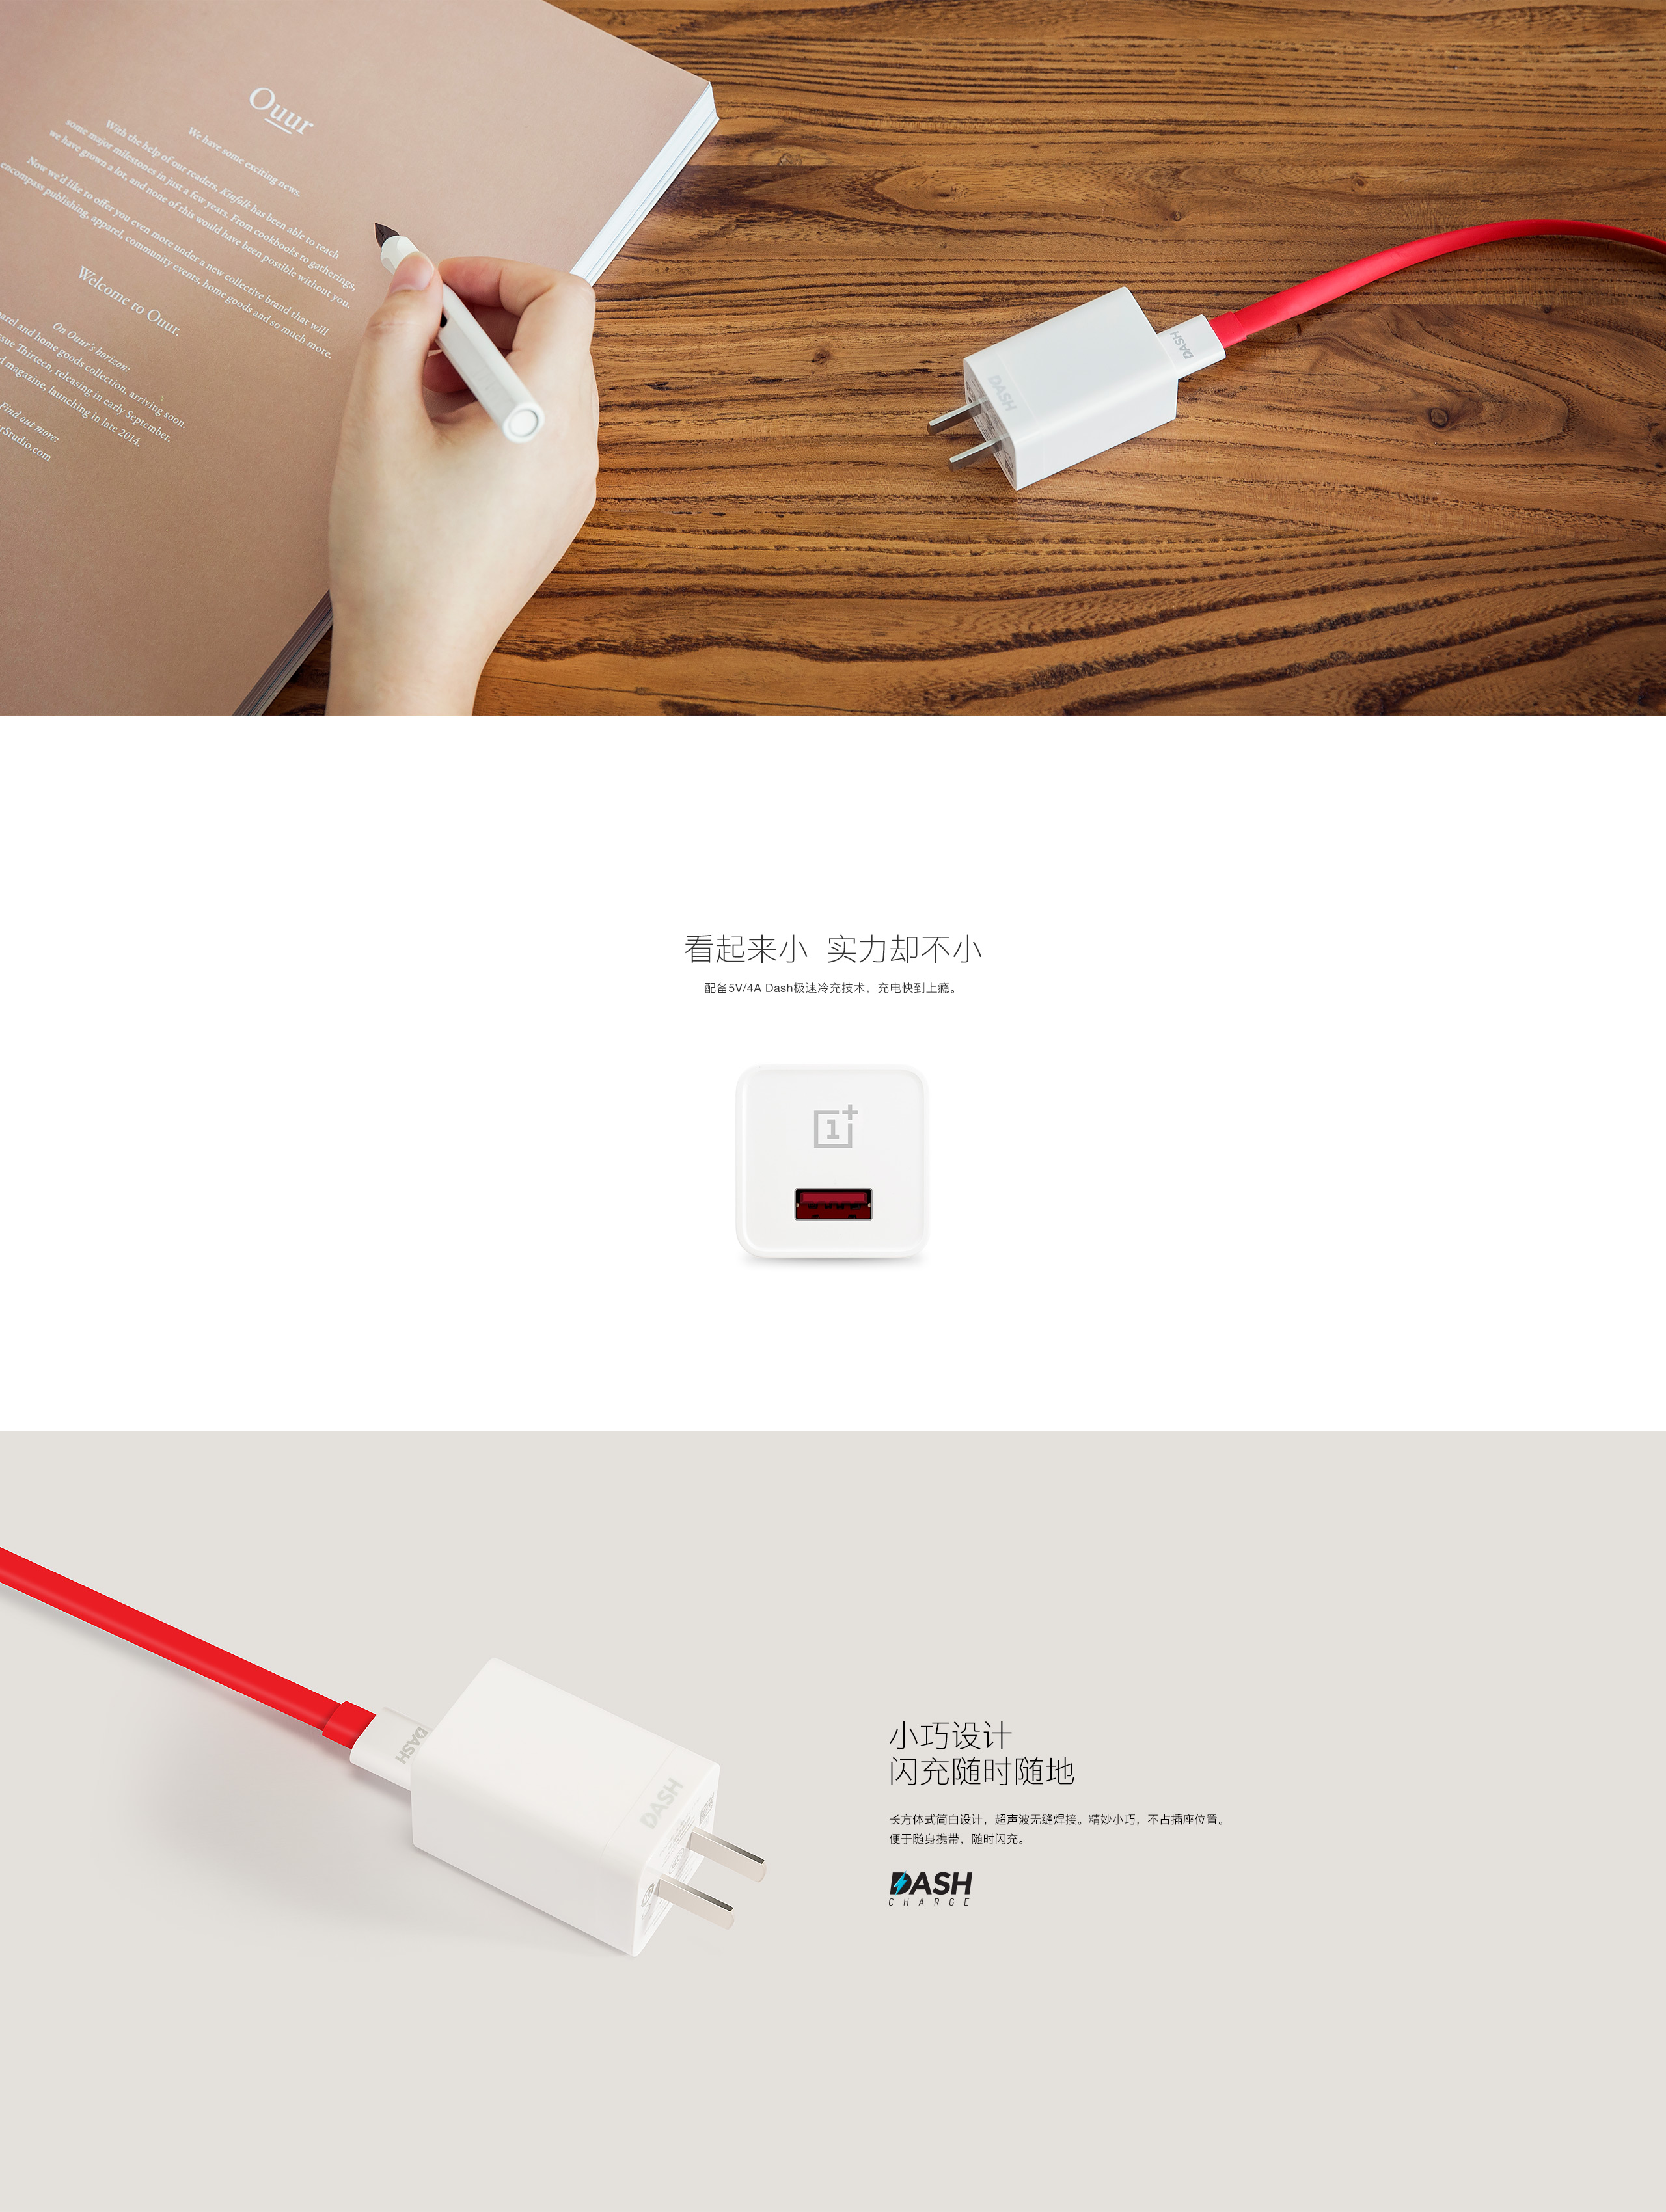 Ouur
We have some exciting news.
With the help of our readers, Kinfolk has been able to reach
some major milestones in just a few years. From cookbooks to gatherings,
we have grown a lot, and none of this would have been possible without you.
Now we'd like to offer you even more under a new collective brand that will
encompass publishing, apparel, community events, home goods and so much more.
Welcome to Ouur.
On Ouur's horizon:
and home goods collection, arriving soon.
Thirteen, releasing in early September.
magazine, launching in late 2014.
Find out more:
rStudio.com
DASH
DASH
看起来小 实力却不小
配备5V/4A Dash极速冷充技术，充电快到上瘾。
1+
DASH
DASH
小巧设计
闪充随时随地
长方体式简白设计，超声波无缝焊接。精妙小巧，不占插座位置。
便于随身携带，随时闪充。
DASH
CHARGE